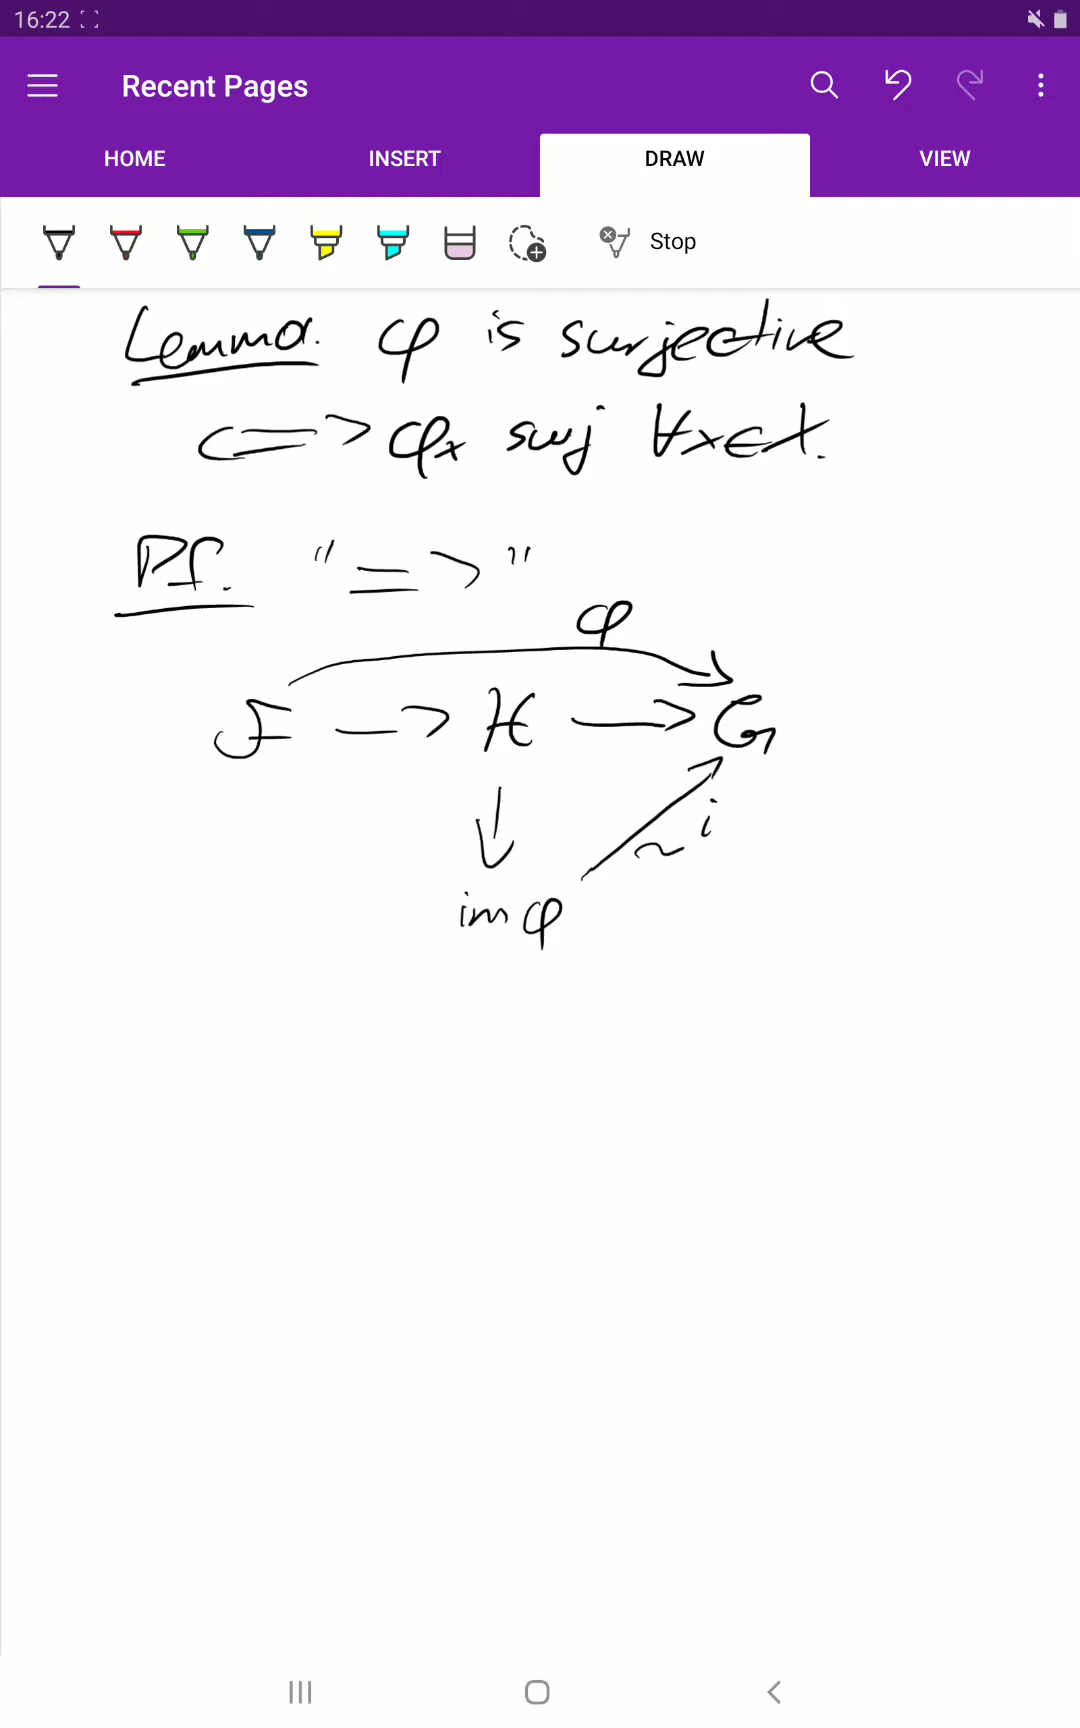 16:22
Recent Pages
HOME INSERT DRAW VIEW
Stop
Lemma. φ is surjective
<=> φx surj ∀x∈X.
Pf. "=>"
φ
F -> H -> G
~ i
im φ